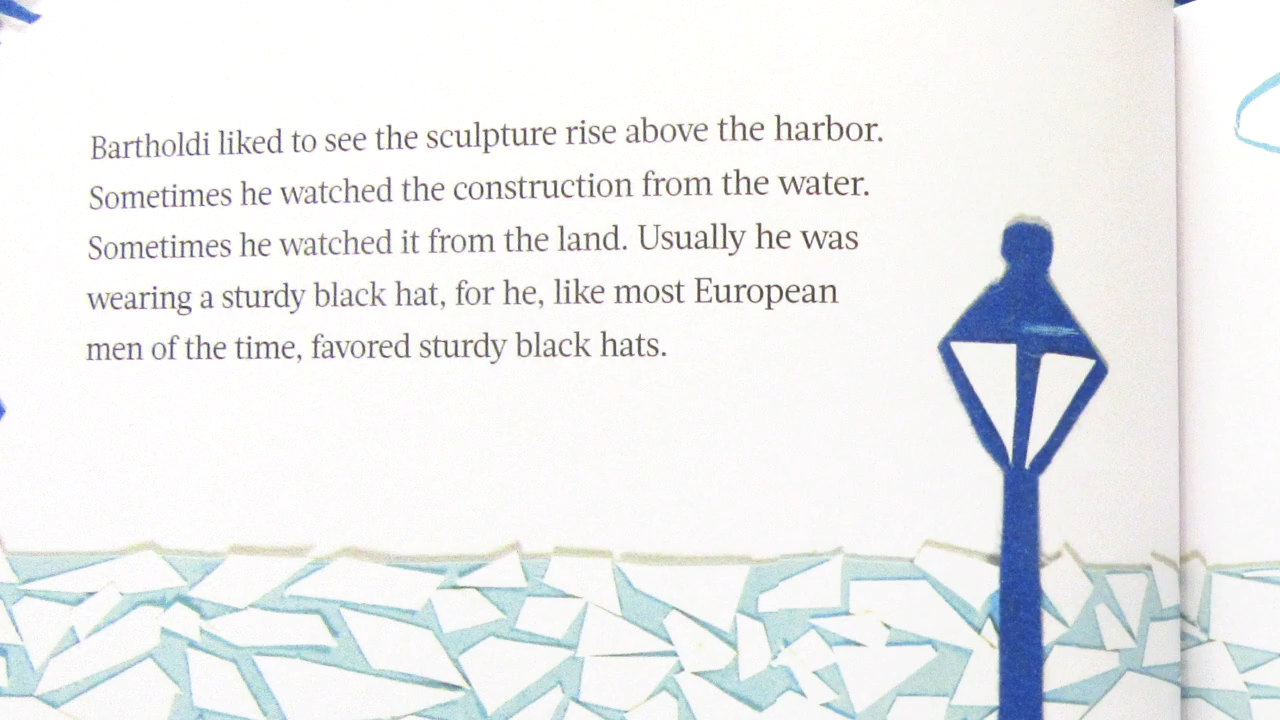 Bartholdi liked to see the sculpture rise above the harbor.
Sometimes he watched the construction from the water.
Sometimes he watched it from the land. Usually he was
wearing a sturdy black hat, for he, like most European
men of the time, favored sturdy black hats.